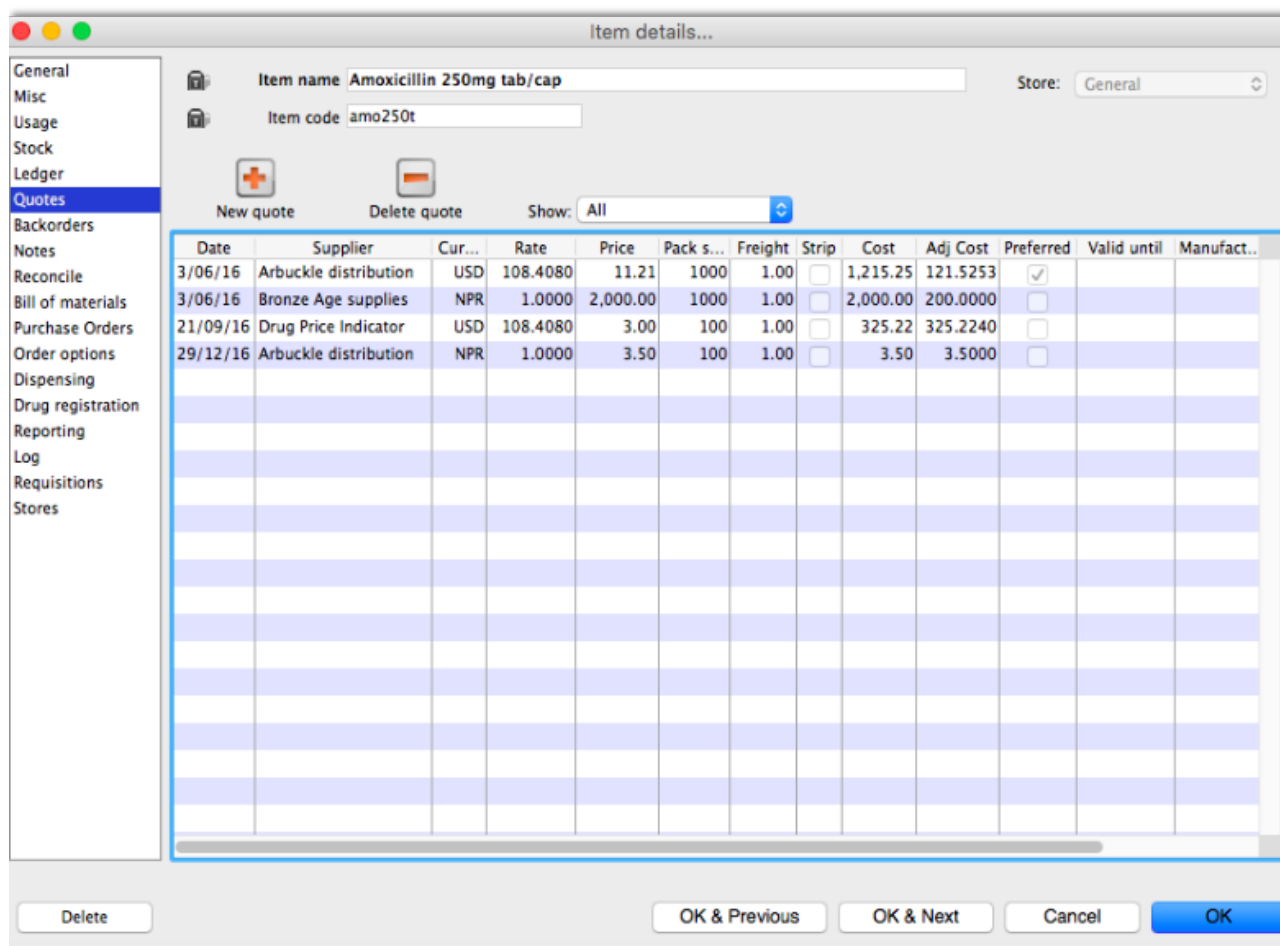 Item details...
General
Misc
Usage
Stock
Ledger
Quotes
Backorders
Notes
Reconcile
Bill of materials
Purchase Orders
Order options
Dispensing
Drug registration
Reporting
Log
Requisitions
Stores
Item name Amoxicillin 250mg tab/cap Store: General
Item code amo250t
New quote Delete quote Show: All
Date Supplier Cur... Rate Price Pack s... Freight Strip Cost Adj Cost Preferred Valid until Manufact..
3/06/16 Arbuckle distribution USD 108.4080 11.21 1000 1.00 1,215.25 121.5253
3/06/16 Bronze Age supplies NPR 1.0000 2,000.00 1000 1.00 2,000.00 200.0000
21/09/16 Drug Price Indicator USD 108.4080 3.00 100 1.00 325.22 325.2240
29/12/16 Arbuckle distribution NPR 1.0000 3.50 100 1.00 3.50 3.5000
Delete OK & Previous OK & Next Cancel OK